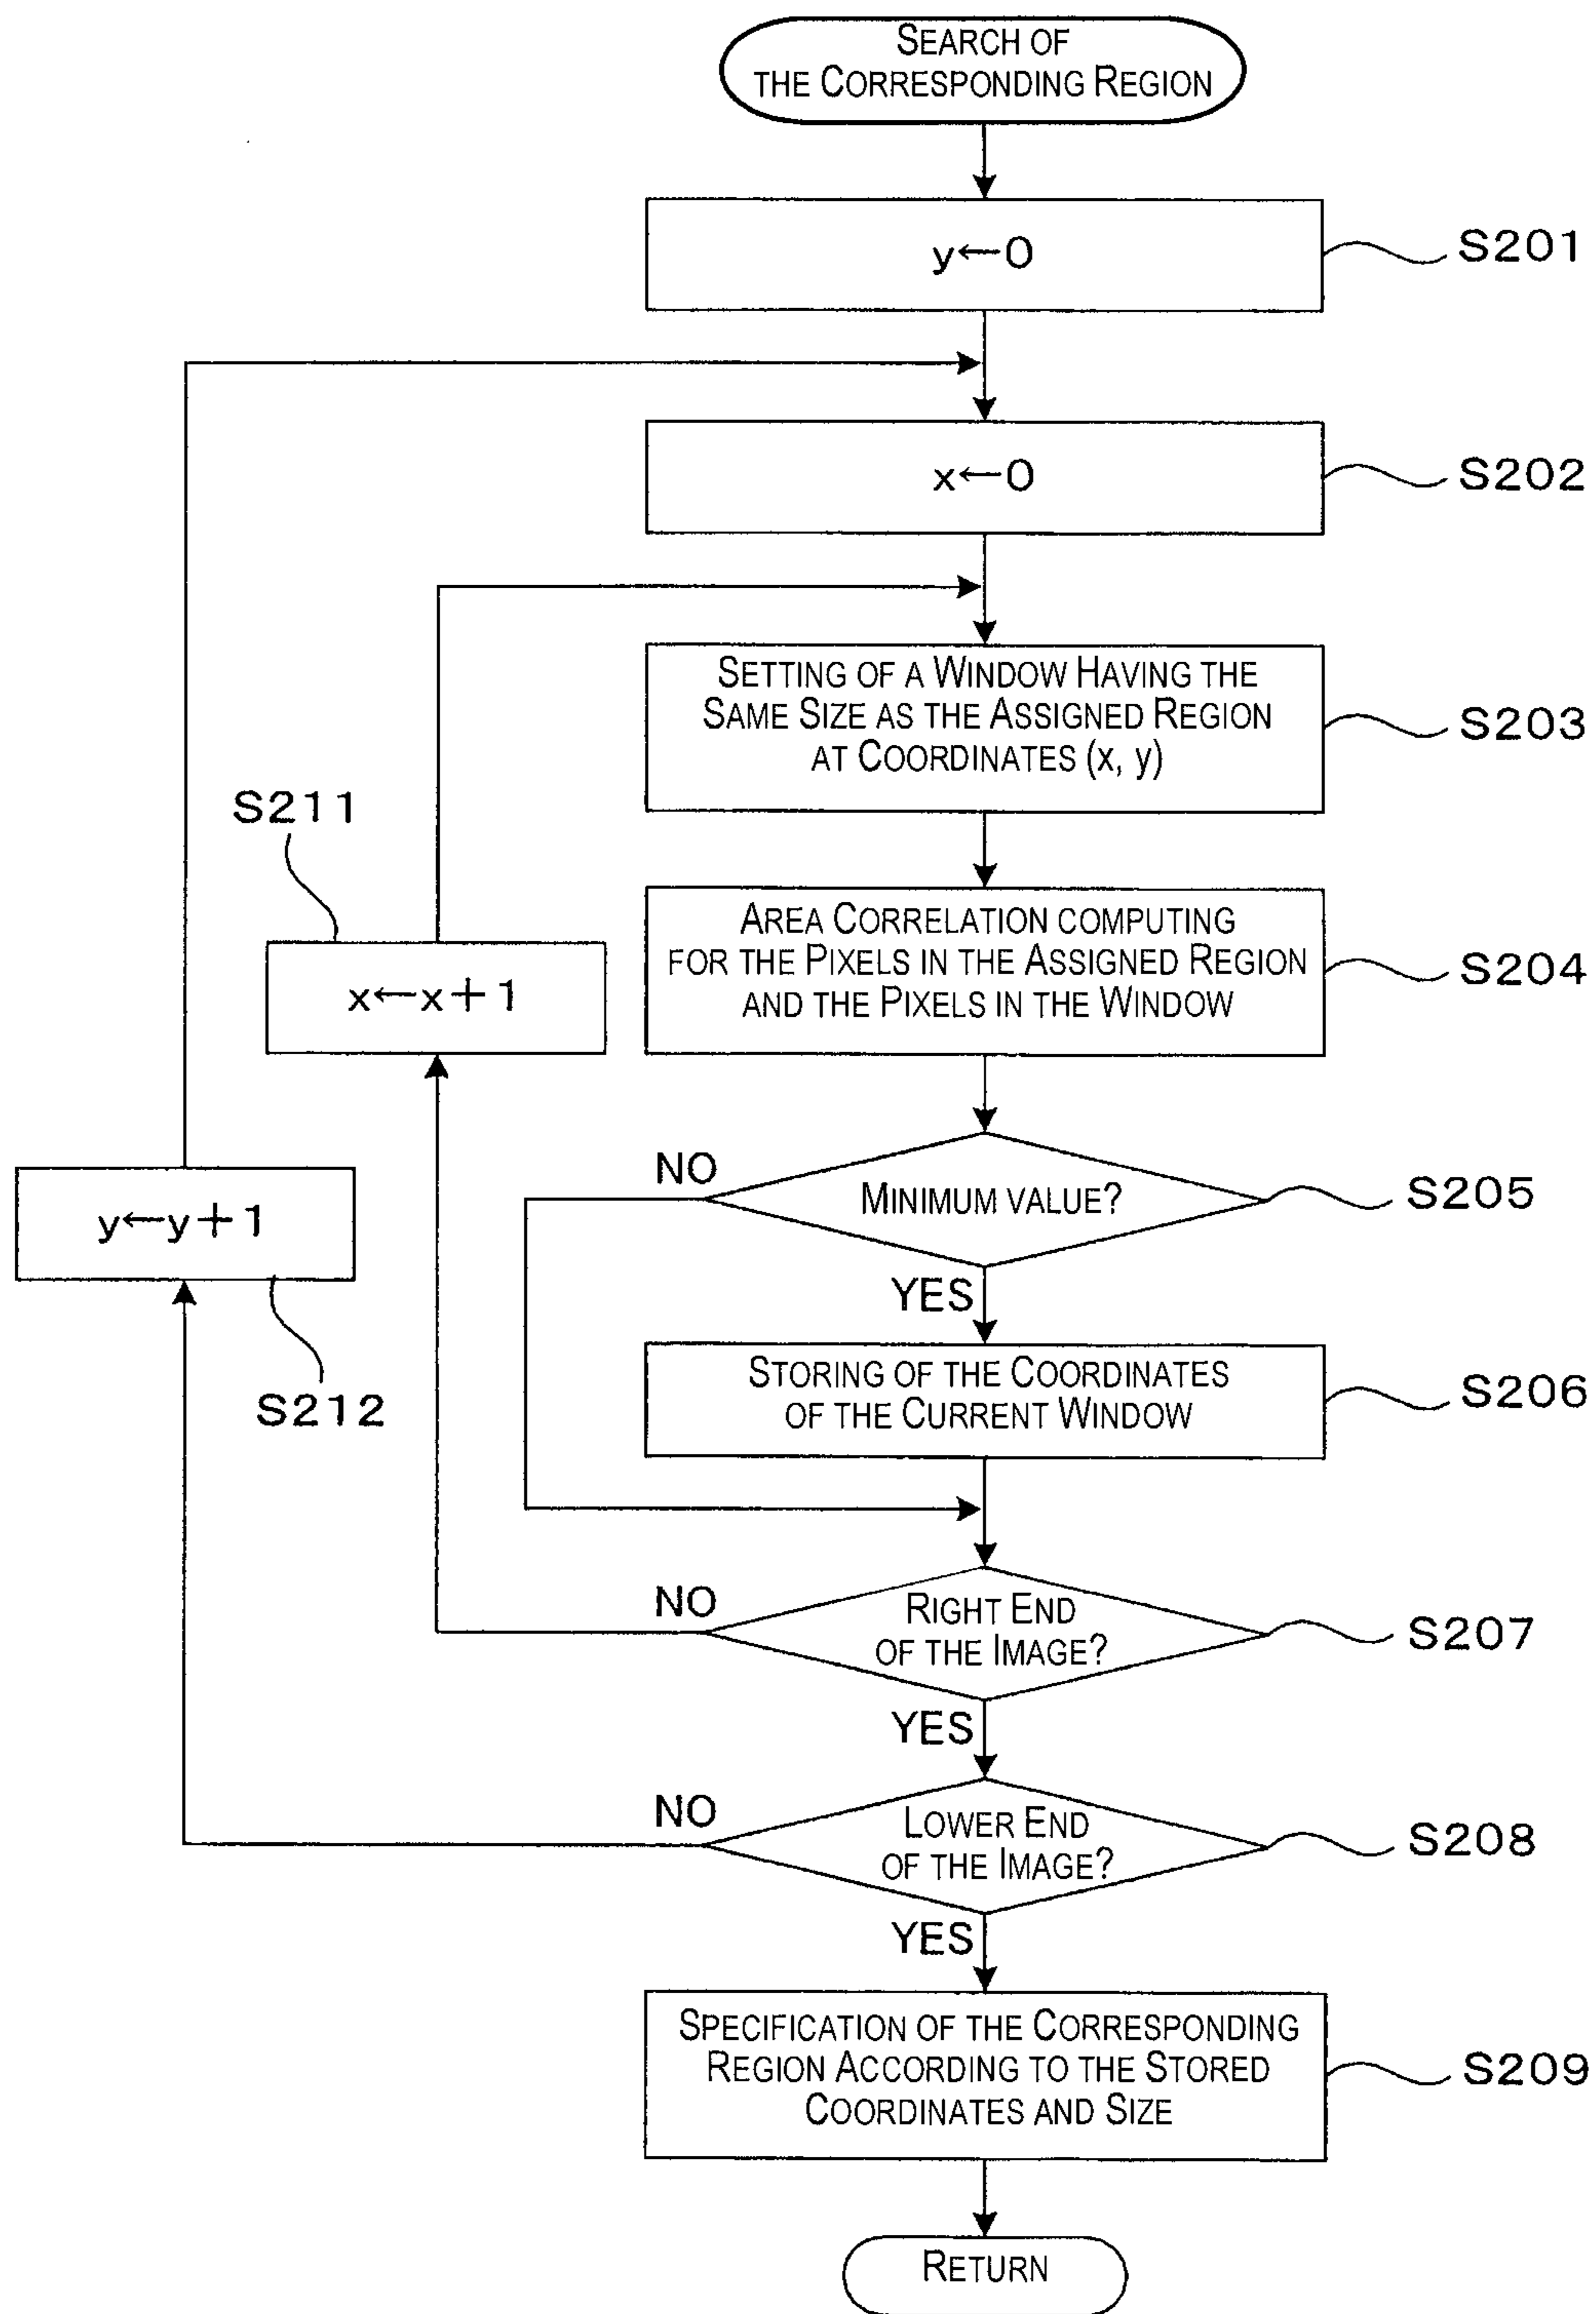 SEARCH OF
THE CORRESPONDING REGION
y←0
S201
x←0
S202
SETTING OF A WINDOW HAVING THE
SAME SIZE AS THE ASSIGNED REGION
AT COORDINATES (x, y)
S203
S211
x←x+1
AREA CORRELATION COMPUTING
FOR THE PIXELS IN THE ASSIGNED REGION
AND THE PIXELS IN THE WINDOW
S204
NO
MINIMUM VALUE?
S205
y←y+1
S212
YES
STORING OF THE COORDINATES
OF THE CURRENT WINDOW
S206
NO
RIGHT END
OF THE IMAGE?
S207
YES
NO
LOWER END
OF THE IMAGE?
S208
YES
SPECIFICATION OF THE CORRESPONDING
REGION ACCORDING TO THE STORED
COORDINATES AND SIZE
S209
RETURN